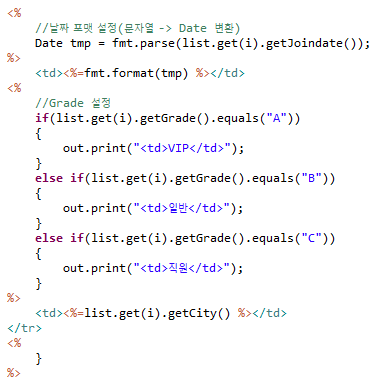 <%
    //날짜 포맷 설정(문자열 -> Date 변환)
    Date tmp = fmt.parse(list.get(i).getJoindate());
%>
    <td><%=fmt.format(tmp) %></td>
<%
    //Grade 설정
    if(list.get(i).getGrade().equals("A"))
    {
        out.print("<td>VIP</td>");
    }
    else if(list.get(i).getGrade().equals("B"))
    {
        out.print("<td>일반</td>");
    }
    else if(list.get(i).getGrade().equals("C"))
    {
        out.print("<td>직원</td>");
    }
%>
    <td><%=list.get(i).getCity() %></td>
</tr>
<%
    }
%>